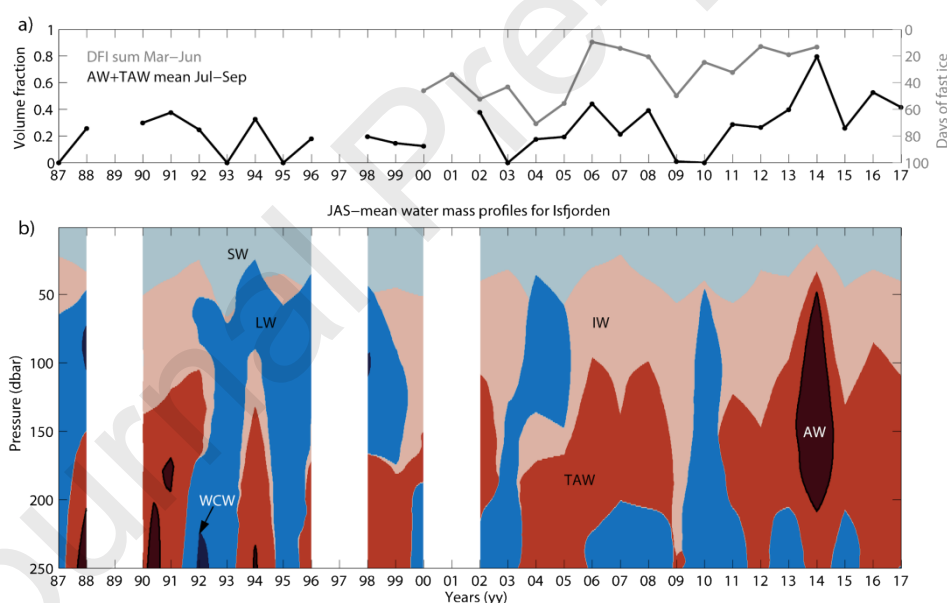 a)
DFI sum Mar–Jun
AW+TAW mean Jul–Sep
Volume fraction
1
0.8
0.6
0.4
0.2
0
Days of fast ice
0
20
40
60
80
100
87 88 89 90 91 92 93 94 95 96 97 98 99 00 01 02 03 04 05 06 07 08 09 10 11 12 13 14 15 16 17
JAS–mean water mass profiles for Isfjorden
b)
SW
LW
IW
AW
TAW
WCW
Pressure (dbar)
50
100
150
200
250
87 88 89 90 91 92 93 94 95 96 97 98 99 00 01 02 03 04 05 06 07 08 09 10 11 12 13 14 15 16 17
Years (yy)
Journal Pre